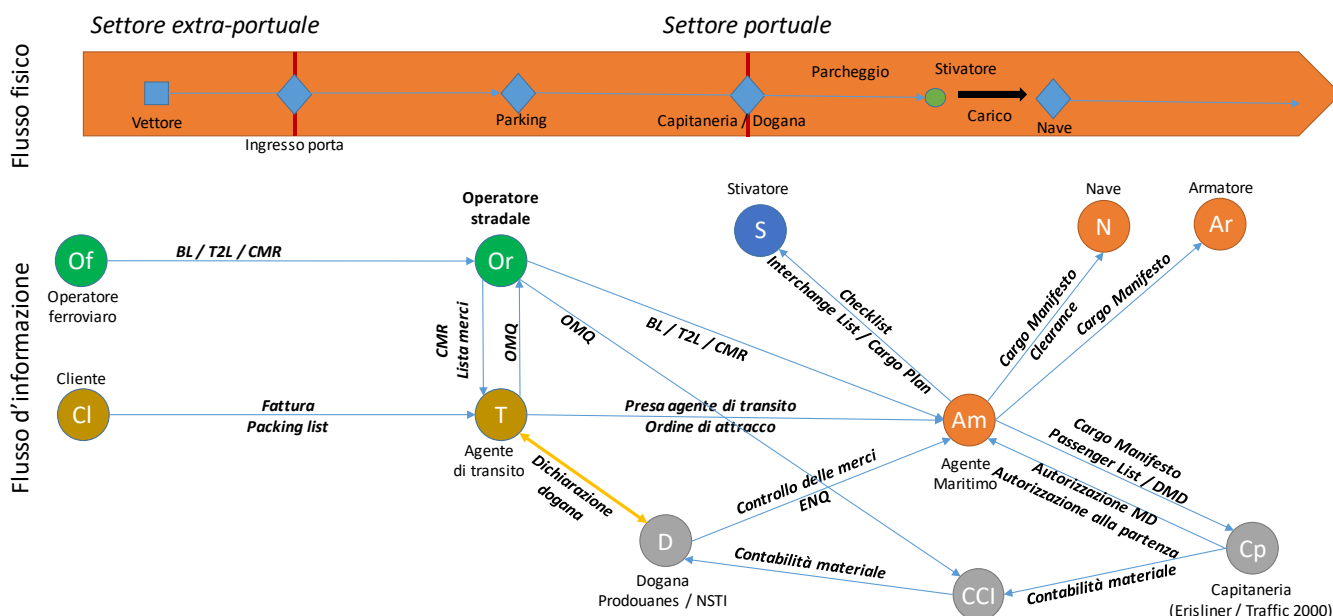 Settore extra-portuale
Settore portuale
Flusso fisico
Vettore
Ingresso porta
Parking
Capitaneria / Dogana
Parcheggio
Stivatore
Carico
Nave
Flusso d'informazione
Of
Operatore
ferroviaro
BL / T2L / CMR
Operatore
stradale
Or
Stivatore
S
Nave
N
Armatore
Ar
CMR
Lista merci
OMQ
OMQ
BL / T2L / CMR
Checklist
Interchange List / Cargo Plan
Cargo Manifesto
Clearance
Cargo Manifesto
Cliente
Cl
Fattura
Packing list
T
Agente
di transito
Presa agente di transito
Ordine di attracco
Am
Agente
Marittimo
Cargo Manifesto
Passenger List / DMD
Autorizzazione MD
Autorizzazione alla partenza
Dichiarazione
dogana
Controllo delle merci
ENQ
D
Dogana
Prodouanes / NSTI
Contabilità materiale
CCI
Contabilità materiale
Cp
Capitaneria
(Erisliner / Traffic 2000)